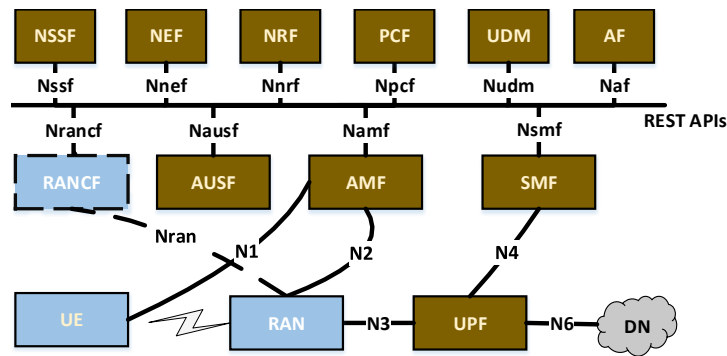 NSSF NEF NRF PCF UDM AF
Nssf Nnef Nnrf Npcf Nudm Naf
REST APIs
Nrancf Nausf Namf Nsmf
RANCF AUSF AMF SMF
Nran N1 N2 N4
UE RAN N3 UPF N6 DN